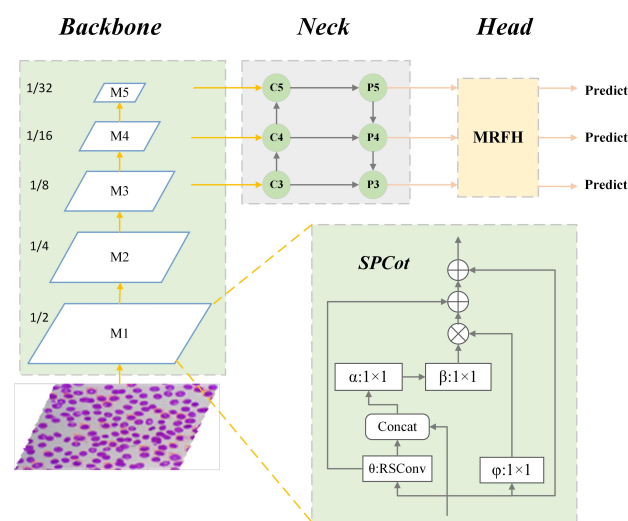 Backbone Neck Head
1/32 M5 C5 P5 Predict
1/16 M4 C4 P4 MRFH Predict
1/8 M3 C3 P3 Predict
1/4 M2
SPCot
1/2 M1
α:1×1 β:1×1
Concat
θ:RSConv φ:1×1